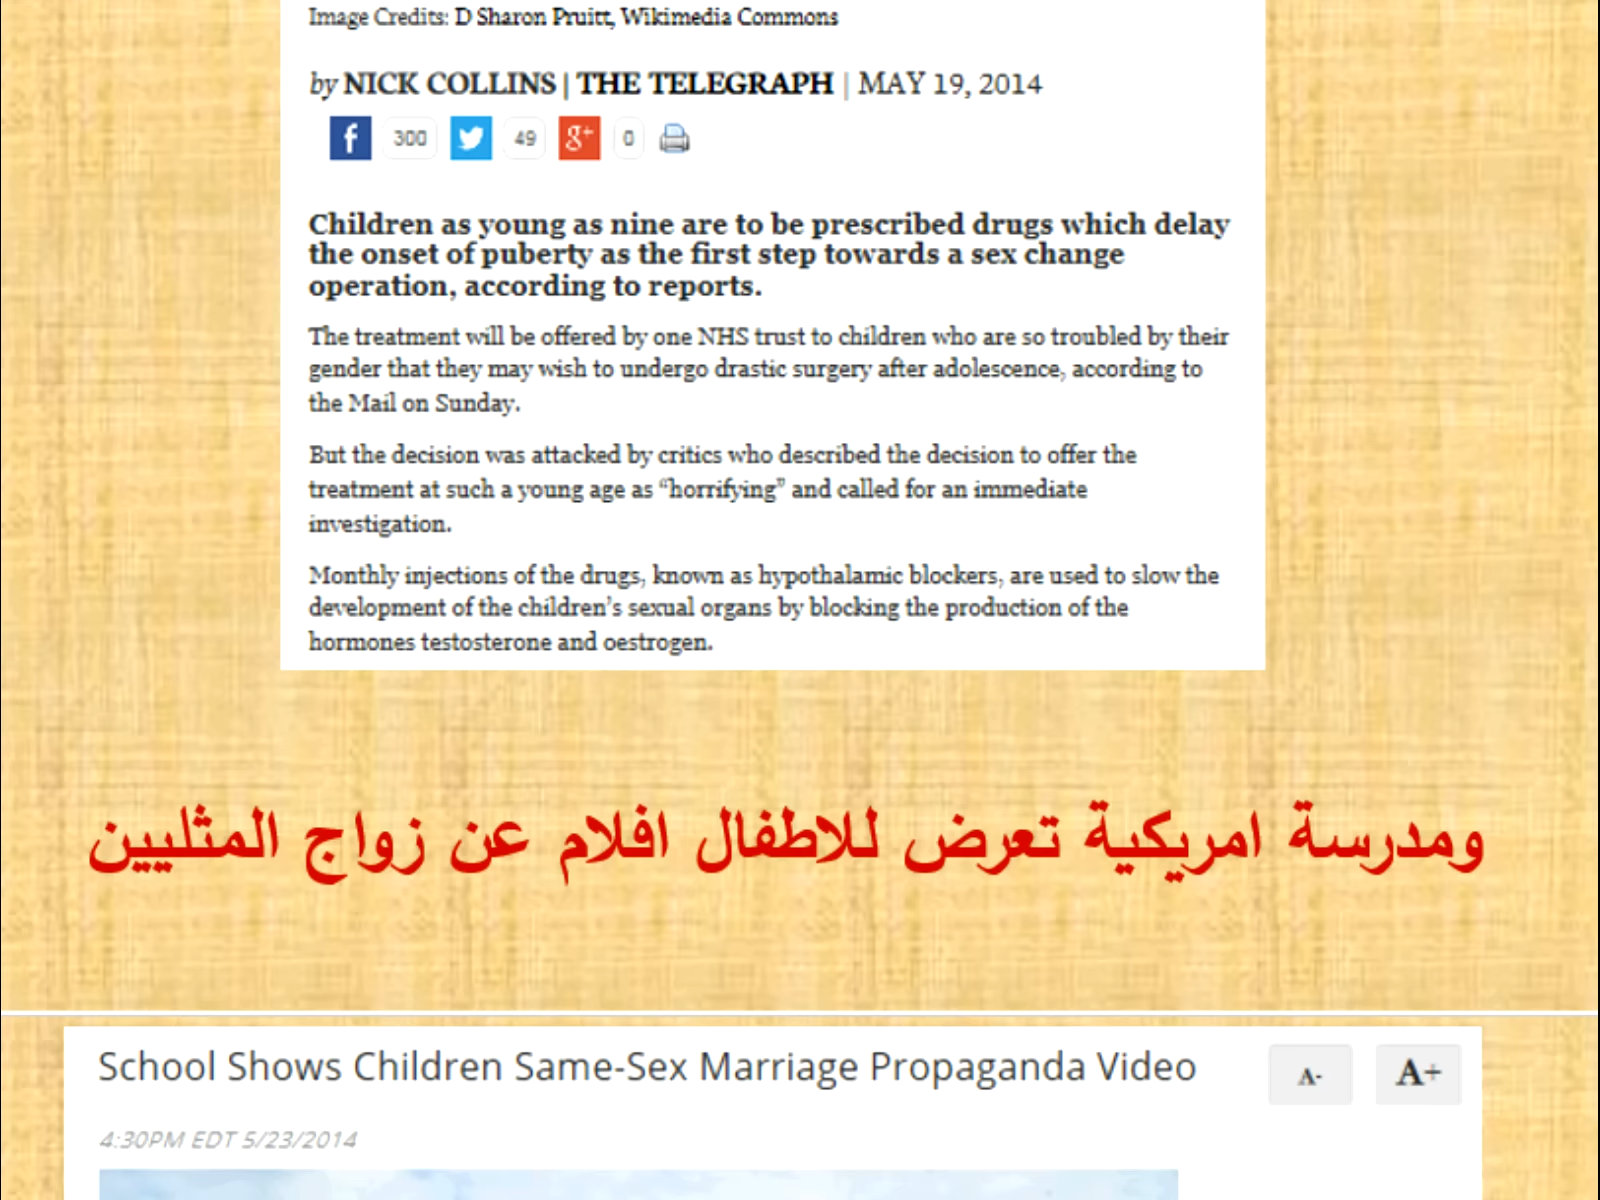 Image Credits: D Sharon Pruitt, Wikimedia Commons
by NICK COLLINS | THE TELEGRAPH | MAY 19, 2014
f 300 49 g+ 0
Children as young as nine are to be prescribed drugs which delay
the onset of puberty as the first step towards a sex change
operation, according to reports.
The treatment will be offered by one NHS trust to children who are so troubled by their
gender that they may wish to undergo drastic surgery after adolescence, according to
the Mail on Sunday.
But the decision was attacked by critics who described the decision to offer the
treatment at such a young age as “horrifying” and called for an immediate
investigation.
Monthly injections of the drugs, known as hypothalamic blockers, are used to slow the
development of the children’s sexual organs by blocking the production of the
hormones testosterone and oestrogen.
ومدرسة امريكية تعرض للاطفال افلام عن زواج المثليين
School Shows Children Same-Sex Marriage Propaganda Video A- A+
4:30PM EDT 5/23/2014